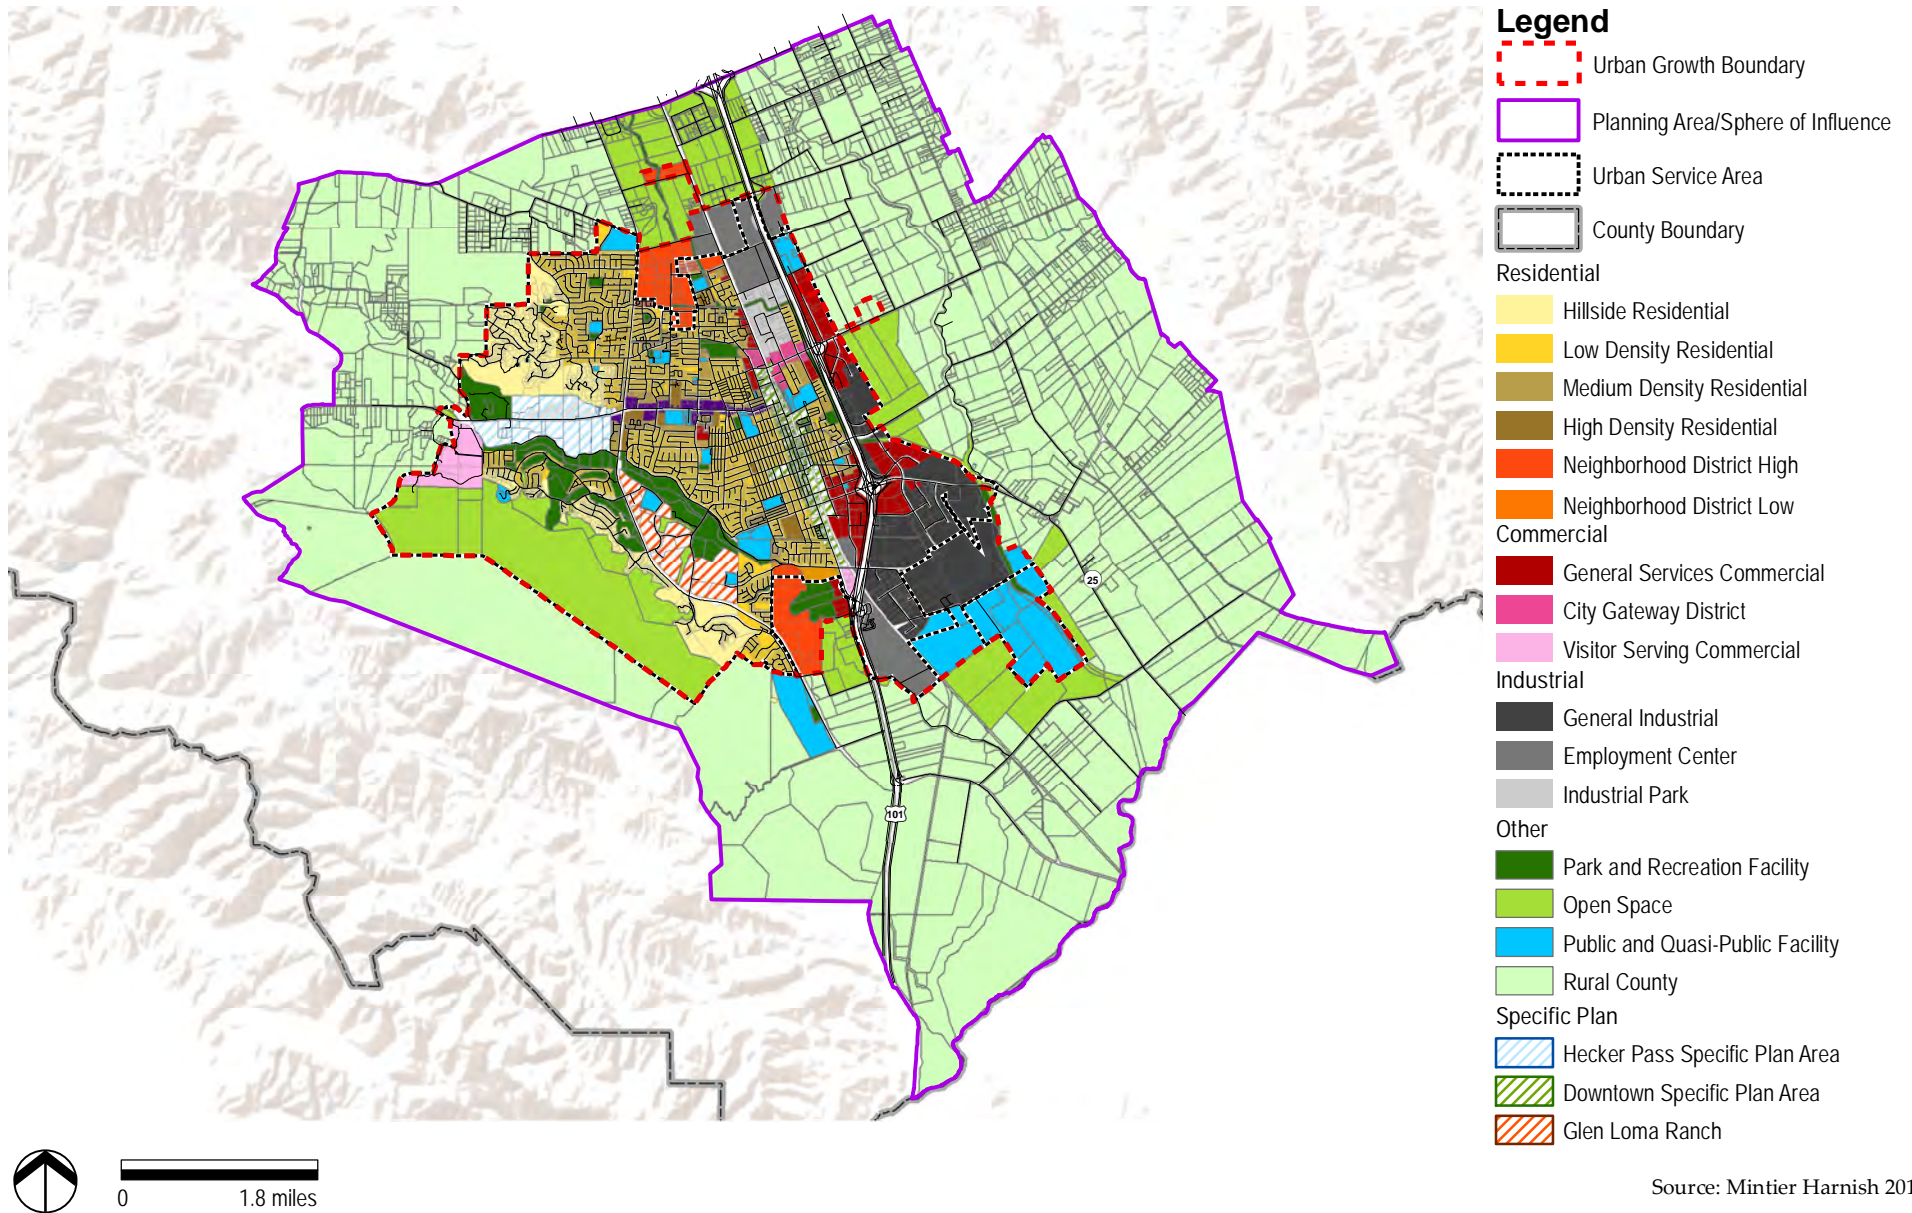 Legend
Urban Growth Boundary
Planning Area/Sphere of Influence
Urban Service Area
County Boundary
Residential
Hillside Residential
Low Density Residential
Medium Density Residential
High Density Residential
Neighborhood District High
Neighborhood District Low
Commercial
General Services Commercial
City Gateway District
Visitor Serving Commercial
Industrial
General Industrial
Employment Center
Industrial Park
Other
Park and Recreation Facility
Open Space
Public and Quasi-Public Facility
Rural County
Specific Plan
Hecker Pass Specific Plan Area
Downtown Specific Plan Area
Glen Loma Ranch
25
101
0 1.8 miles
Source: Mintier Harnish 201